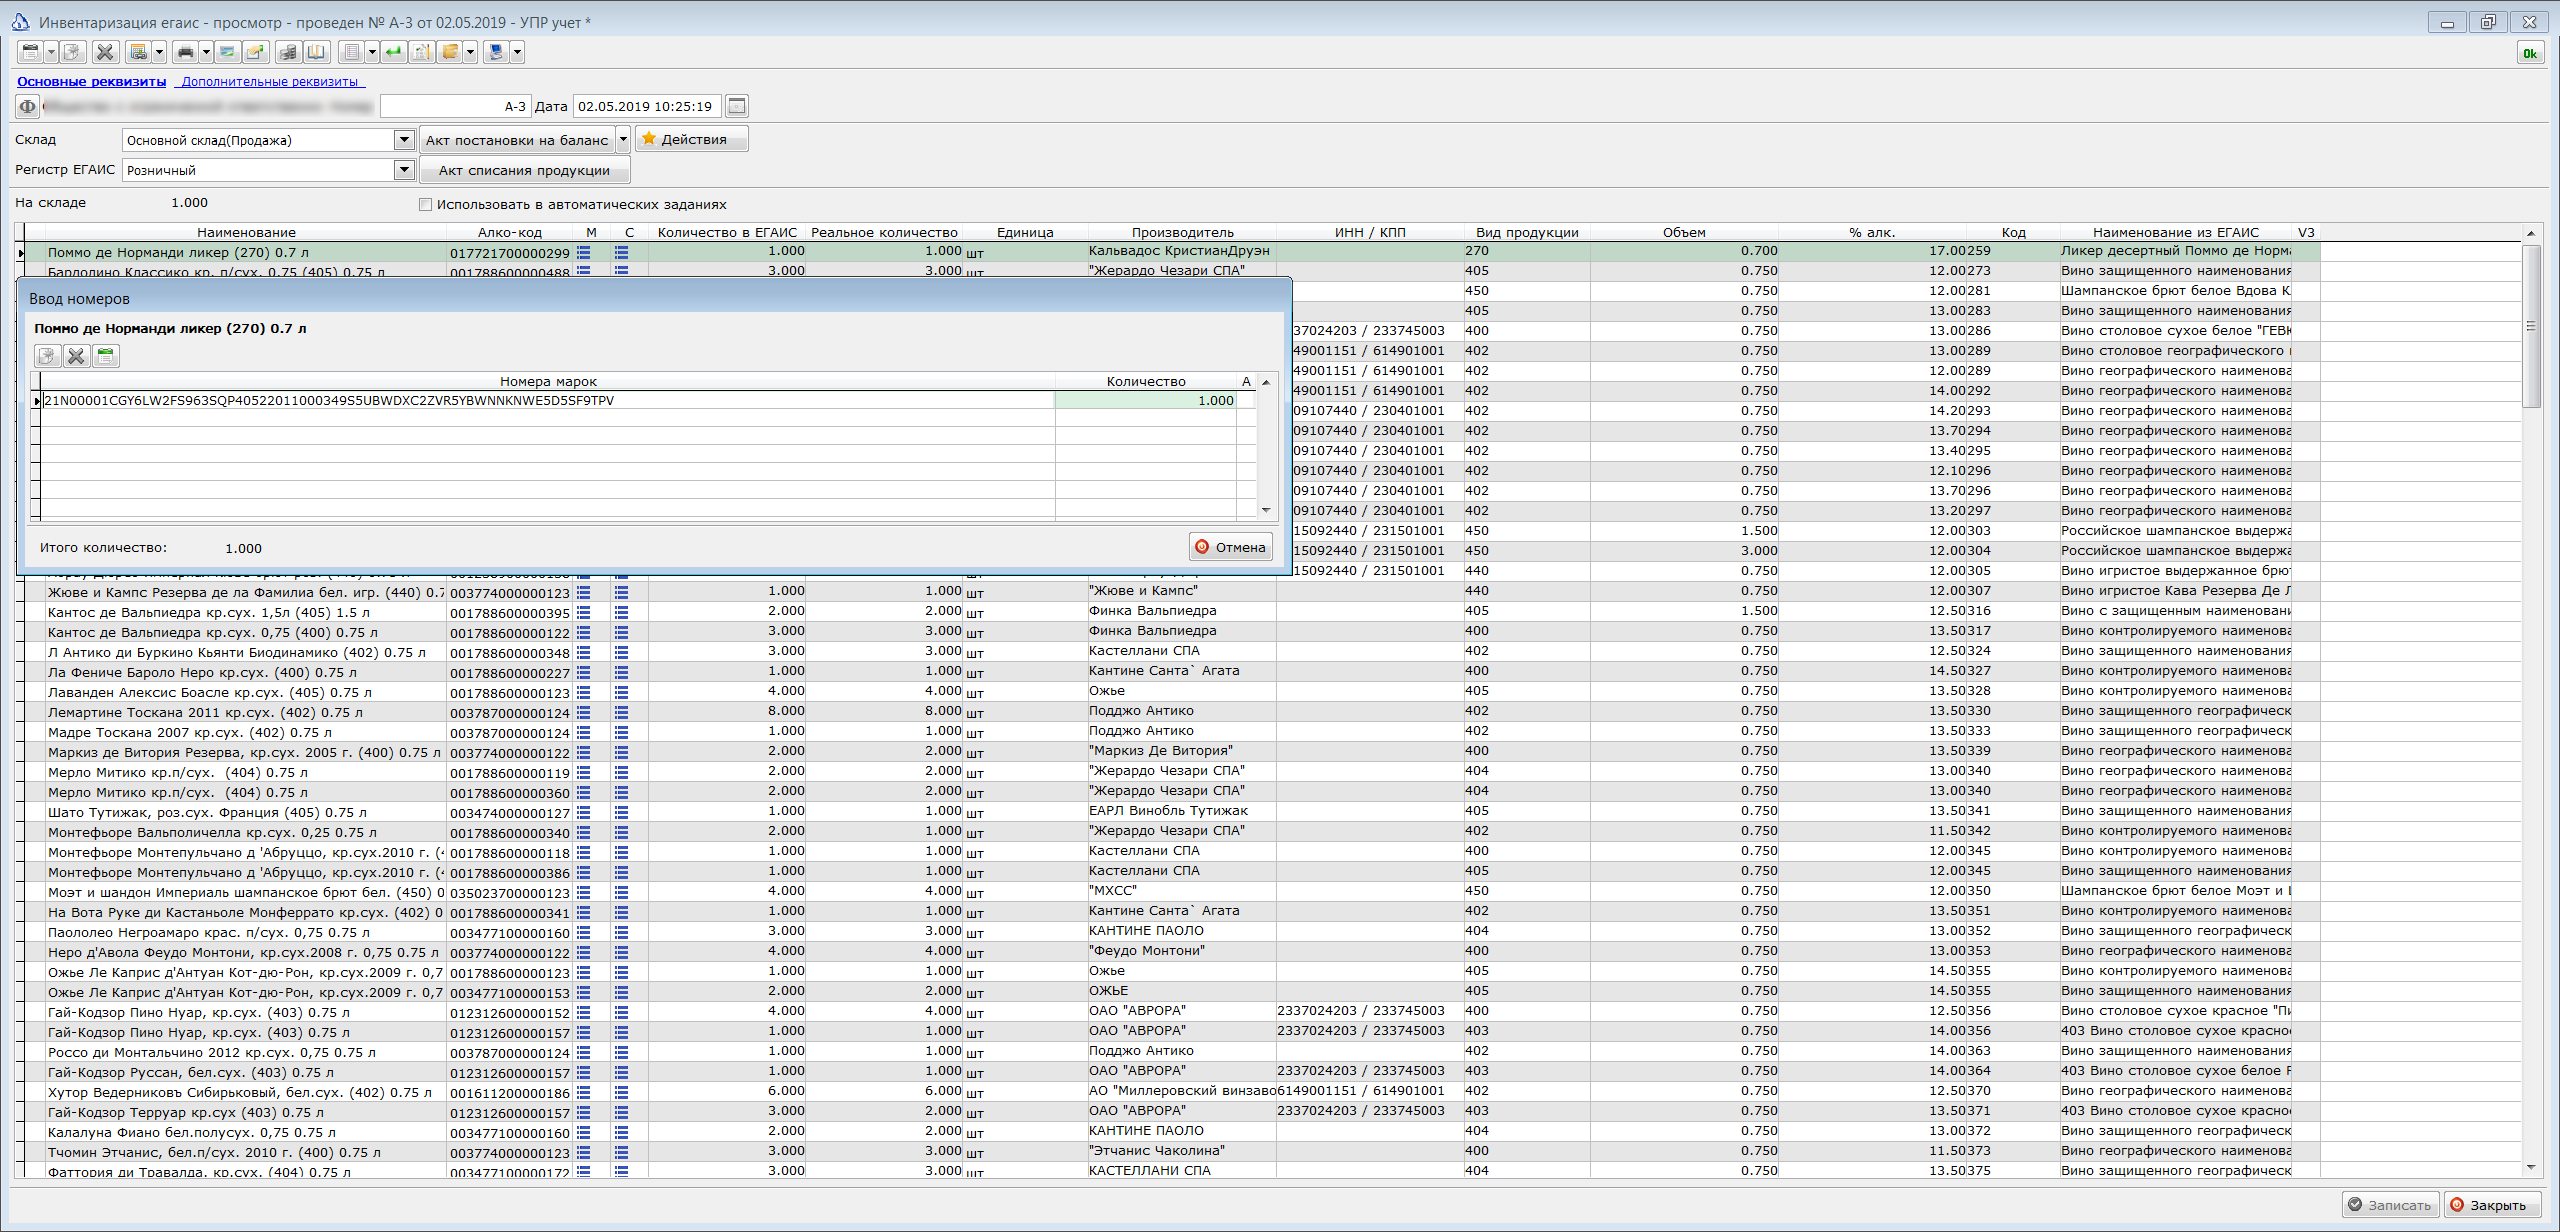 Инвентаризация егаис - просмотр - проведен № А-3 от 02.05.2019 - УПР учет *
Ok
Основные реквизиты Дополнительные реквизиты
Ф А-3 Дата 02.05.2019 10:25:19
Склад Основной склад(Продажа) Акт постановки на баланс Действия
Регистр ЕГАИС Розничный Акт списания продукции
На складе 1.000 Использовать в автоматических заданиях
Наименование Алко-код М С Количество в ЕГАИС Реальное количество Единица Производитель ИНН / КПП Вид продукции Объем % алк. Код Наименование из ЕГАИС V3
Поммо де Норманди ликер (270) 0.7 л 017721700000299 1.000 1.000 шт Кальвадос КристианДруэн 270 0.700 17.00 259 Ликер десертный Поммо де Норма
Бардолино Классико кр. п/сух. 0,75 (405) 0.75 л 001788600000488 3.000 3.000 шт "Жерардо Чезари СПА" 405 0.750 12.00 273 Вино защищенного наименования
450 0.750 12.00 281 Шампанское брют белое Вдова К
405 0.750 13.00 283 Вино защищенного наименования
37024203 / 233745003 400 0.750 13.00 286 Вино столовое сухое белое "ГЕВЮ
49001151 / 614901001 402 0.750 13.00 289 Вино столовое географического
49001151 / 614901001 402 0.750 12.00 289 Вино географического наименова
49001151 / 614901001 402 0.750 14.00 292 Вино географического наименова
09107440 / 230401001 402 0.750 14.20 293 Вино географического наименова
09107440 / 230401001 402 0.750 13.70 294 Вино географического наименова
09107440 / 230401001 402 0.750 13.40 295 Вино географического наименова
09107440 / 230401001 402 0.750 12.10 296 Вино географического наименова
09107440 / 230401001 402 0.750 13.70 296 Вино географического наименова
09107440 / 230401001 402 0.750 13.20 297 Вино географического наименова
15092440 / 231501001 450 1.500 12.00 303 Российское шампанское выдержа
15092440 / 231501001 450 3.000 12.00 304 Российское шампанское выдержа
15092440 / 231501001 440 0.750 12.00 305 Вино игристое выдержанное брют
Ввод номеров
Поммо де Норманди ликер (270) 0.7 л
Номера марок Количество А
21N00001CGY6LW2FS963SQP40522011000349S5UBWDXC2ZVR5YBWNNKNWE5D5SF9TPV 1.000
Итого количество: 1.000 Отмена
Жюве и Кампс Резерва де ла Фамилиа бел. игр. (440) 0.7 003774000000123 1.000 1.000 шт "Жюве и Кампс" 440 0.750 12.00 307 Вино игристое Кава Резерва Де Л
Кантос де Вальпиедра кр.сух. 1,5л (405) 1.5 л 001788600000395 2.000 2.000 шт Финка Вальпиедра 405 1.500 12.50 316 Вино с защищенным наименовани
Кантос де Вальпиедра кр.сух. 0,75 (400) 0.75 л 001788600000122 3.000 3.000 шт Финка Вальпиедра 400 0.750 13.50 317 Вино контролируемого наименова
Л Антико ди Буркино Кьянти Биодинамико (402) 0.75 л 001788600000348 3.000 3.000 шт Кастеллани СПА 402 0.750 12.50 324 Вино защищенного наименования
Ла Фениче Бароло Неро кр.сух. (400) 0.75 л 001788600000227 1.000 1.000 шт Кантине Санта` Агата 400 0.750 14.50 327 Вино контролируемого наименова
Лаванден Алексис Боасле кр.сух. (405) 0.75 л 001788600000123 4.000 4.000 шт Ожье 405 0.750 13.50 328 Вино контролируемого наименова
Лемартине Тоскана 2011 кр.сух. (402) 0.75 л 003787000000124 8.000 8.000 шт Подджо Антико 402 0.750 13.50 330 Вино защищенного географическ
Мадре Тоскана 2007 кр.сух. (402) 0.75 л 003787000000124 1.000 1.000 шт Подджо Антико 402 0.750 13.50 333 Вино защищенного географическ
Маркиз де Витория Резерва, кр.сух. 2005 г. (400) 0.75 л 003774000000122 2.000 2.000 шт "Маркиз Де Витория" 400 0.750 13.50 339 Вино географического наименова
Мерло Митико кр.п/сух. (404) 0.75 л 001788600000119 2.000 2.000 шт "Жерардо Чезари СПА" 404 0.750 13.00 340 Вино географического наименова
Мерло Митико кр.п/сух. (404) 0.75 л 001788600000360 2.000 2.000 шт "Жерардо Чезари СПА" 404 0.750 13.00 340 Вино географического наименова
Шато Тутижак, роз.сух. Франция (405) 0.75 л 003474000000127 1.000 1.000 шт ЕАРЛ Винобль Тутижак 405 0.750 13.50 341 Вино защищенного наименования
Монтефьоре Вальполичелла кр.сух. 0,25 0.75 л 001788600000340 2.000 1.000 шт "Жерардо Чезари СПА" 402 0.750 11.50 342 Вино контролируемого наименова
Монтефьоре Монтепульчано д 'Абруццо, кр.сух.2010 г. (4 001788600000118 1.000 1.000 шт Кастеллани СПА 400 0.750 12.00 345 Вино контролируемого наименова
Монтефьоре Монтепульчано д 'Абруццо, кр.сух.2010 г. (4 001788600000386 1.000 1.000 шт Кастеллани СПА 405 0.750 12.00 345 Вино защищенного наименования
Моэт и шандон Империаль шампанское брют бел. (450) 0 035023700000123 4.000 4.000 шт "МХСС" 450 0.750 12.00 350 Шампанское брют белое Моэт и Ш
На Вота Руке ди Кастаньоле Монферрато кр.сух. (402) 0 001788600000341 1.000 1.000 шт Кантине Санта` Агата 402 0.750 13.50 351 Вино контролируемого наименова
Паололео Негроамаро крас. п/сух. 0,75 0.75 л 003477100000160 3.000 3.000 шт КАНТИНЕ ПАОЛО 404 0.750 13.00 352 Вино защищенного географическ
Неро д'Авола Феудо Монтони, кр.сух.2008 г. 0,75 0.75 л 003774000000122 4.000 4.000 шт "Феудо Монтони" 400 0.750 13.00 353 Вино географического наименова
Ожье Ле Каприс д'Антуан Кот-дю-Рон, кр.сух.2009 г. 0,7 001788600000123 1.000 1.000 шт Ожье 405 0.750 14.50 355 Вино контролируемого наименова
Ожье Ле Каприс д'Антуан Кот-дю-Рон, кр.сух.2009 г. 0,7 003477100000153 2.000 2.000 шт ОЖЬЕ 405 0.750 14.50 355 Вино защищенного наименования
Гай-Кодзор Пино Нуар, кр.сух. (403) 0.75 л 012312600000152 4.000 4.000 шт ОАО "АВРОРА" 2337024203 / 233745003 400 0.750 12.50 356 Вино столовое сухое красное "Пи
Гай-Кодзор Пино Нуар, кр.сух. (403) 0.75 л 012312600000157 1.000 1.000 шт ОАО "АВРОРА" 2337024203 / 233745003 403 0.750 14.00 356 403 Вино столовое сухое красное
Россо ди Монтальчино 2012 кр.сух. 0,75 0.75 л 003787000000124 1.000 1.000 шт Подджо Антико 402 0.750 14.00 363 Вино защищенного наименования
Гай-Кодзор Руссан, бел.сух. (403) 0.75 л 012312600000157 1.000 1.000 шт ОАО "АВРОРА" 2337024203 / 233745003 403 0.750 14.00 364 403 Вино столовое сухое белое Р
Хутор Ведерниковъ Сибирьковый, бел.сух. (402) 0.75 л 001611200000186 6.000 6.000 шт АО "Миллеровский винзаво 6149001151 / 614901001 402 0.750 12.50 370 Вино географического наименова
Гай-Кодзор Терруар кр.сух (403) 0.75 л 012312600000157 3.000 2.000 шт ОАО "АВРОРА" 2337024203 / 233745003 403 0.750 13.50 371 403 Вино столовое сухое красное
Калалуна Фиано бел.полусух. 0,75 0.75 л 003477100000160 2.000 2.000 шт КАНТИНЕ ПАОЛО 404 0.750 13.00 372 Вино защищенного географическ
Тчомин Этчанис, бел.п/сух. 2010 г. (400) 0.75 л 003774000000123 3.000 3.000 шт "Этчанис Чаколина" 400 0.750 11.50 373 Вино географического наименова
Фаттория ди Травалда. кр.сух. (404) 0.75 л 003477100000172 3.000 3.000 шт КАСТЕЛЛАНИ СПА 404 0.750 13.50 375 Вино защищенного географическ
Записать Закрыть